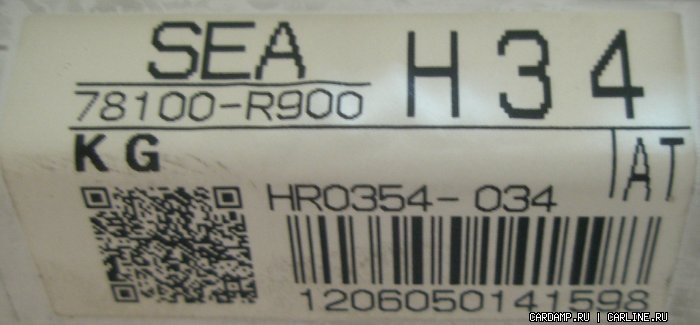 SEA H34
78100-R900
KG AT
HR0354-034
1206050141598
CARDAMP.RU | CARLINE.RU